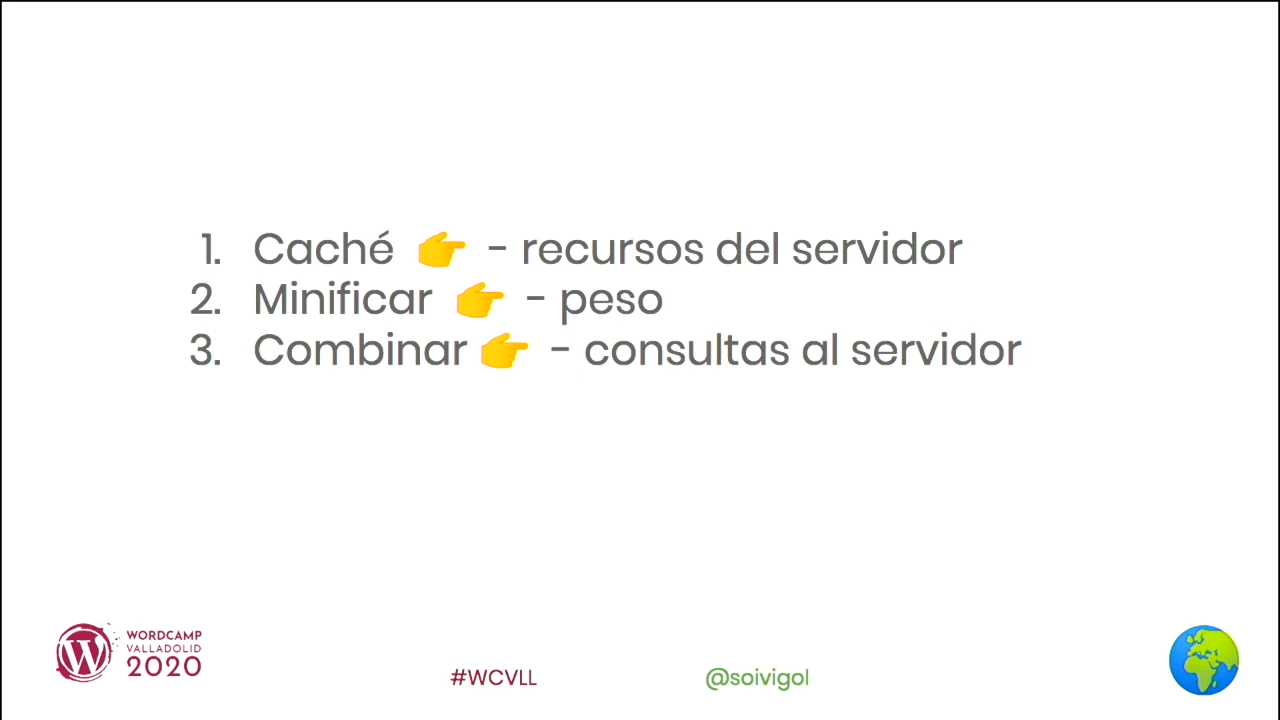 1. Caché 👉 - recursos del servidor
2. Minificar 👉 - peso
3. Combinar 👉 - consultas al servidor
WORDCAMP
VALLADOLID
2020
#WCVLL
@soivigol